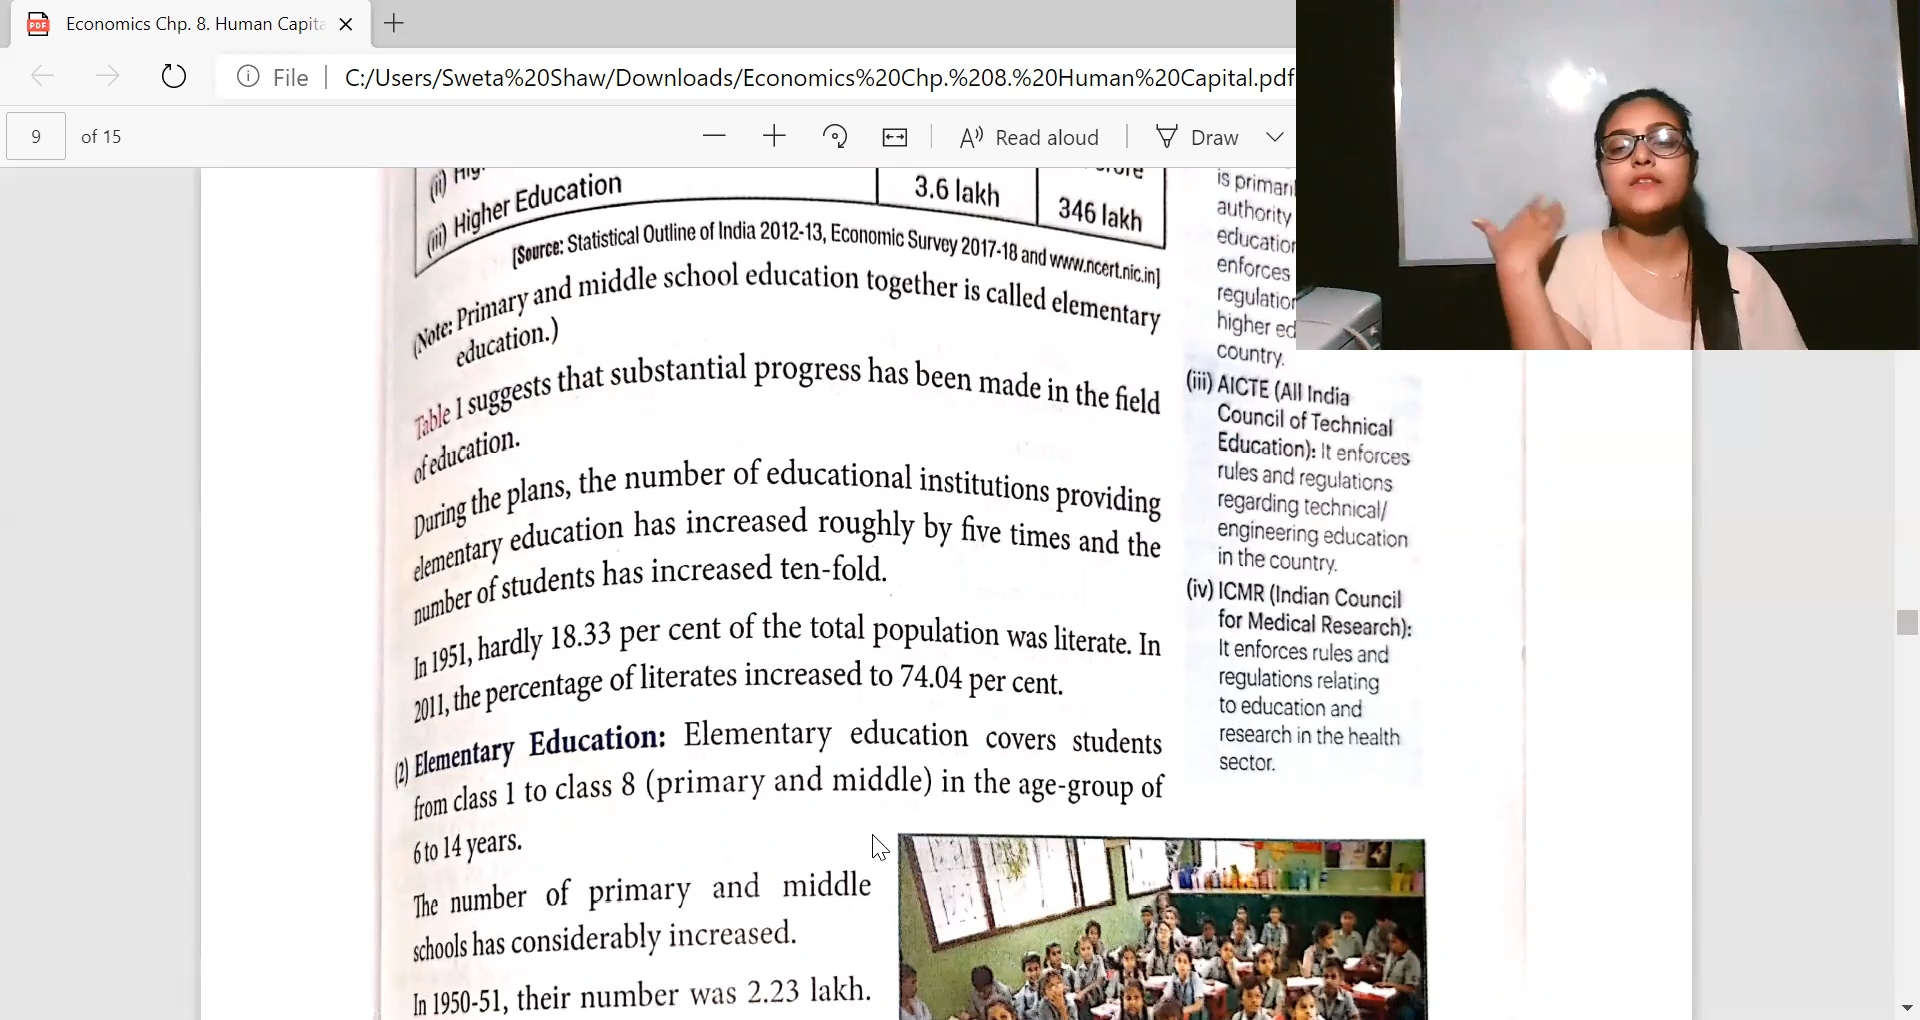 Economics Chp. 8. Human Capita
File
C:/Users/Sweta%20Shaw/Downloads/Economics%20Chp.%208.%20Human%20Capital.pdf
9 of 15
Read aloud
Draw
(ii)
(iii) Higher Education 3.6 lakh 346 lakh
[Source: Statistical Outline of India 2012-13, Economic Survey 2017-18 and www.ncert.nic.in]
(Note: Primary and middle school education together is called elementary
education.)
Table 1 suggests that substantial progress has been made in the field
of education.
During the plans, the number of educational institutions providing
elementary education has increased roughly by five times and the
number of students has increased ten-fold.
In 1951, hardly 18.33 per cent of the total population was literate. In
2011, the percentage of literates increased to 74.04 per cent.
(2) Elementary Education: Elementary education covers students
from class 1 to class 8 (primary and middle) in the age-group of
6 to 14 years.
The number of primary and middle
schools has considerably increased.
In 1950-51, their number was 2.23 lakh.
is primari
authority
education
enforces
regulation
higher ed
country.
(iii) AICTE (All India
Council of Technical
Education): It enforces
rules and regulations
regarding technical/
engineering education
in the country.
(iv) ICMR (Indian Council
for Medical Research):
It enforces rules and
regulations relating
to education and
research in the health
sector.